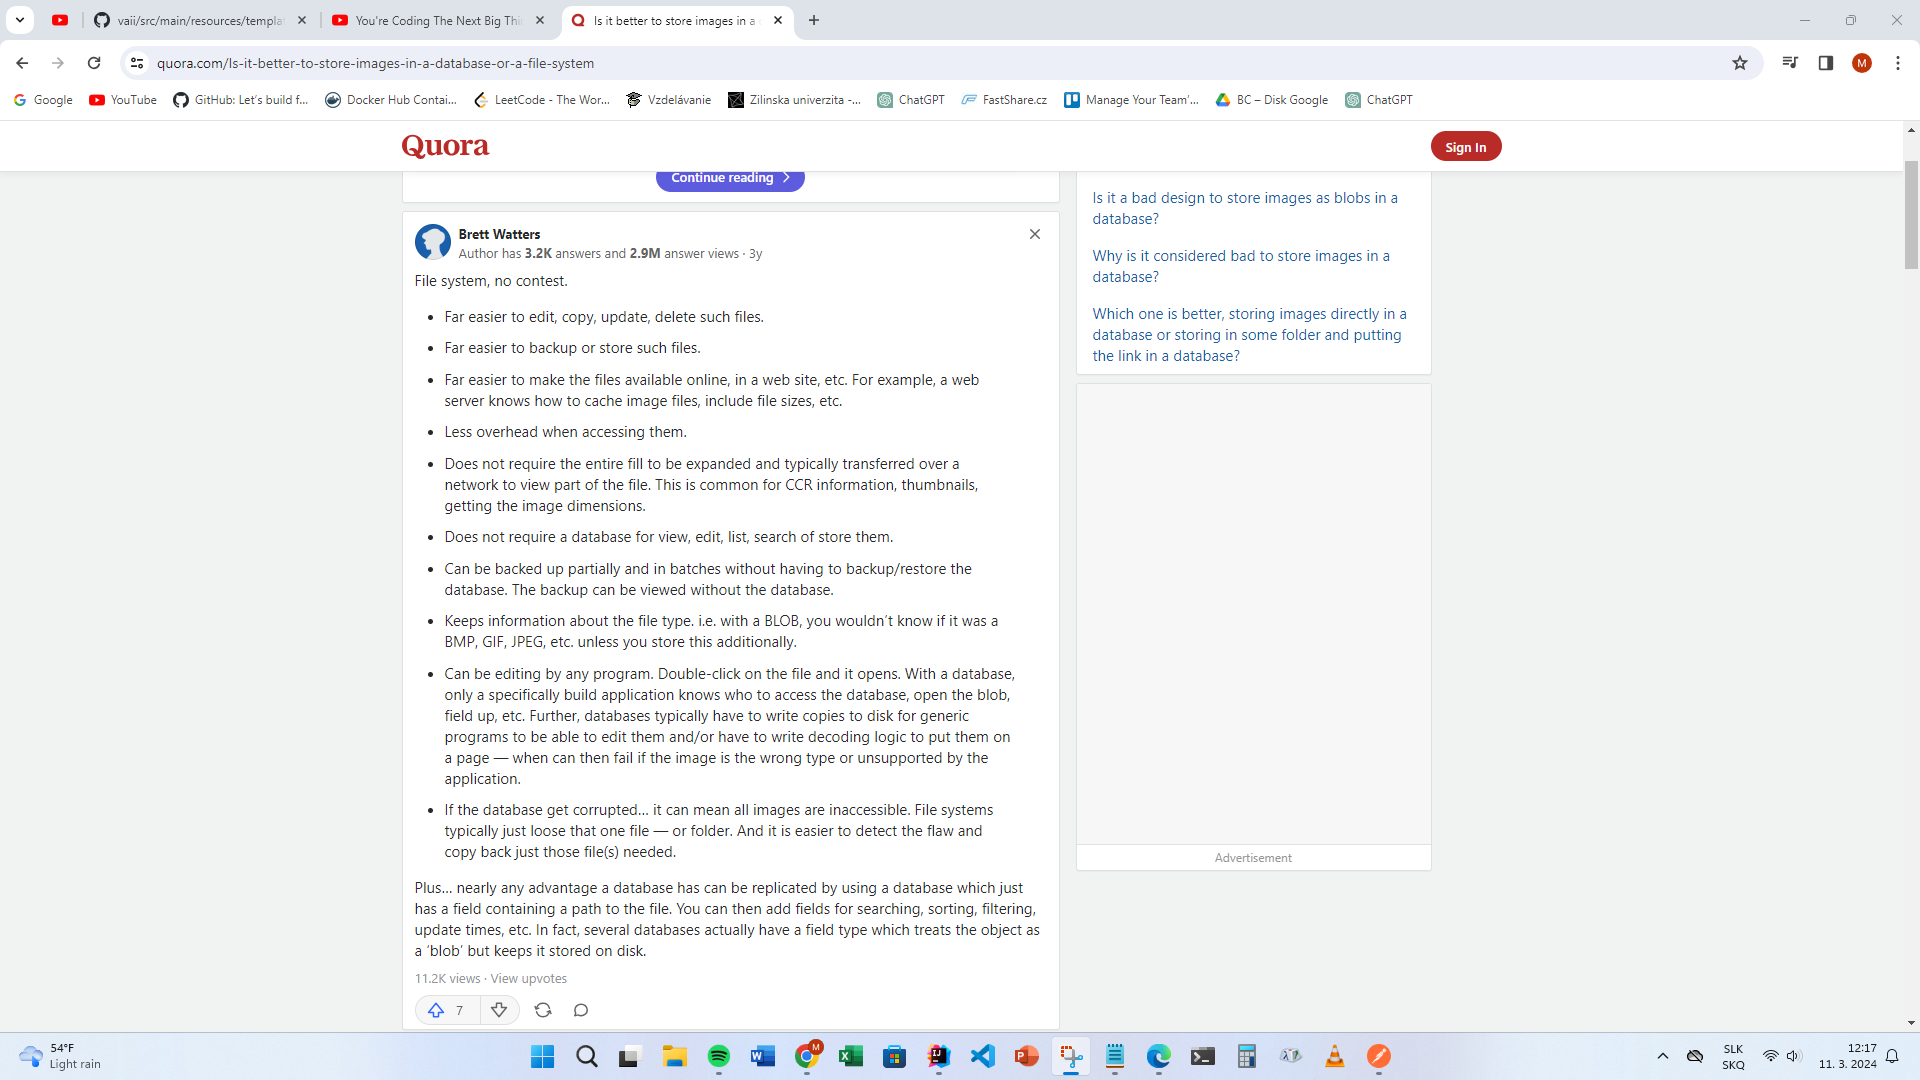 vaii/src/main/resources/templat
You're Coding The Next Big Thi
Is it better to store images in a
quora.com/Is-it-better-to-store-images-in-a-database-or-a-file-system
M
Google
YouTube
GitHub: Let's build f...
Docker Hub Contai...
LeetCode - The Wor...
Vzdelávanie
Zilinska univerzita -...
ChatGPT
FastShare.cz
Manage Your Team'...
BC – Disk Google
ChatGPT
Quora
Sign In
Continue reading
Brett Watters
Author has 3.2K answers and 2.9M answer views · 3y
File system, no contest.
• Far easier to edit, copy, update, delete such files.
• Far easier to backup or store such files.
• Far easier to make the files available online, in a web site, etc. For example, a web
server knows how to cache image files, include file sizes, etc.
• Less overhead when accessing them.
• Does not require the entire fill to be expanded and typically transferred over a
network to view part of the file. This is common for CCR information, thumbnails,
getting the image dimensions.
• Does not require a database for view, edit, list, search of store them.
• Can be backed up partially and in batches without having to backup/restore the
database. The backup can be viewed without the database.
• Keeps information about the file type. i.e. with a BLOB, you wouldn't know if it was a
BMP, GIF, JPEG, etc. unless you store this additionally.
• Can be editing by any program. Double-click on the file and it opens. With a database,
only a specifically build application knows who to access the database, open the blob,
field up, etc. Further, databases typically have to write copies to disk for generic
programs to be able to edit them and/or have to write decoding logic to put them on
a page — when can then fail if the image is the wrong type or unsupported by the
application.
• If the database get corrupted… it can mean all images are inaccessible. File systems
typically just loose that one file — or folder. And it is easier to detect the flaw and
copy back just those file(s) needed.
Plus… nearly any advantage a database has can be replicated by using a database which just
has a field containing a path to the file. You can then add fields for searching, sorting, filtering,
update times, etc. In fact, several databases actually have a field type which treats the object as
a 'blob' but keeps it stored on disk.
11.2K views · View upvotes
7
Is it a bad design to store images as blobs in a
database?
Why is it considered bad to store images in a
database?
Which one is better, storing images directly in a
database or storing in some folder and putting
the link in a database?
Advertisement
54°F
Light rain
M
SLK
SKQ
12:17
11. 3. 2024